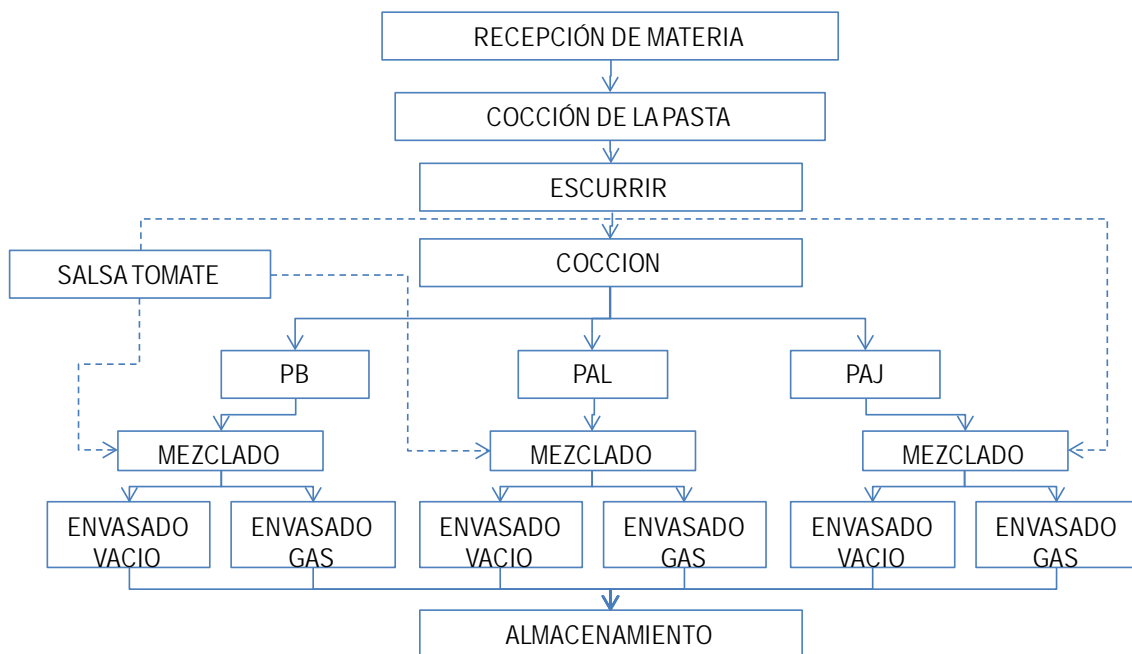 RECEPCIÓN DE MATERIA
COCCIÓN DE LA PASTA
ESCURRIR
SALSA TOMATE
COCCION
PB
PAL
PAJ
MEZCLADO
MEZCLADO
MEZCLADO
ENVASADO
VACIO
ENVASADO
GAS
ENVASADO
VACIO
ENVASADO
GAS
ENVASADO
VACIO
ENVASADO
GAS
ALMACENAMIENTO